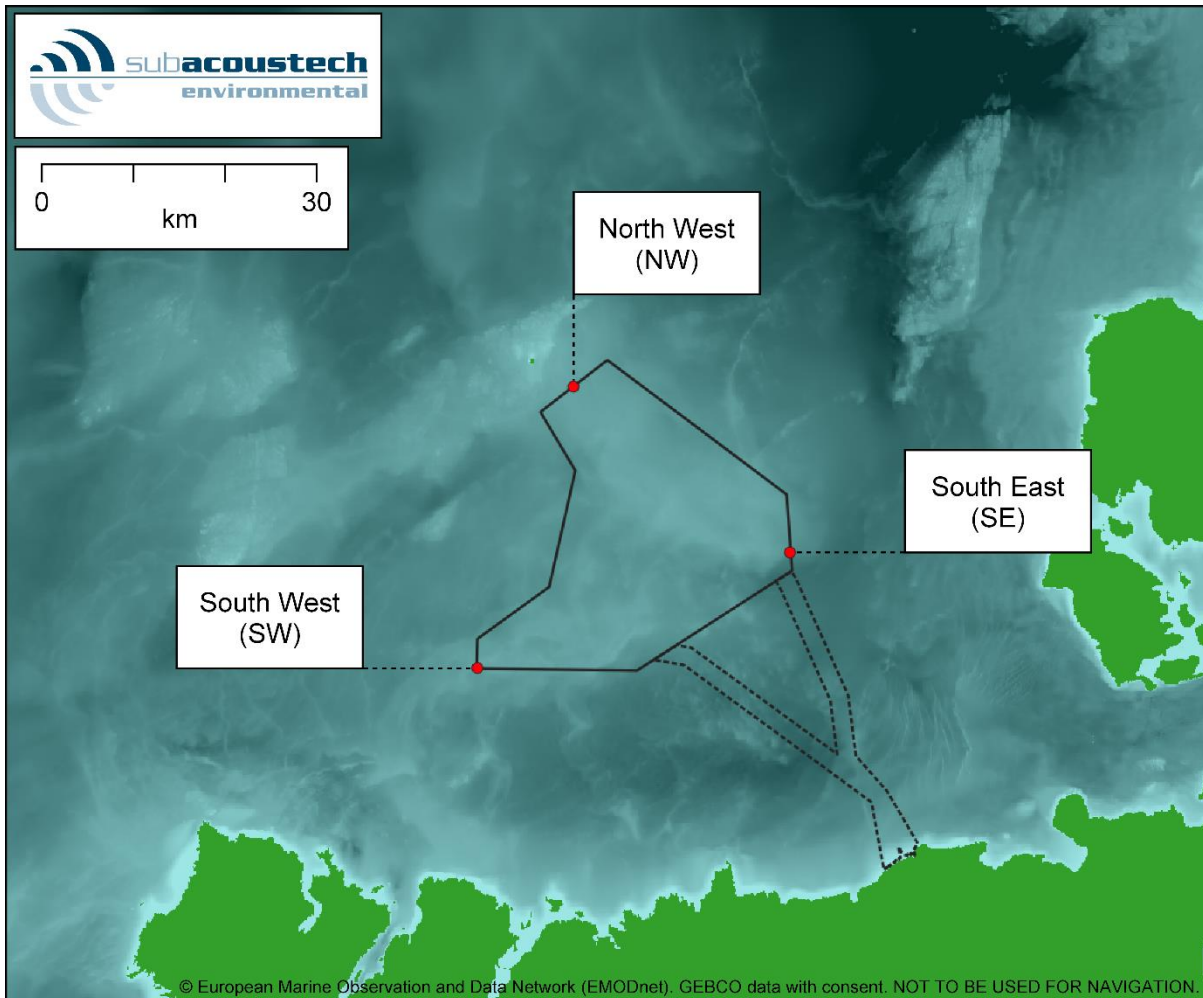 subacoustech
environmental
0 30
km
North West
(NW)
South East
(SE)
South West
(SW)
© European Marine Observation and Data Network (EMODnet). GEBCO data with consent. NOT TO BE USED FOR NAVIGATION.